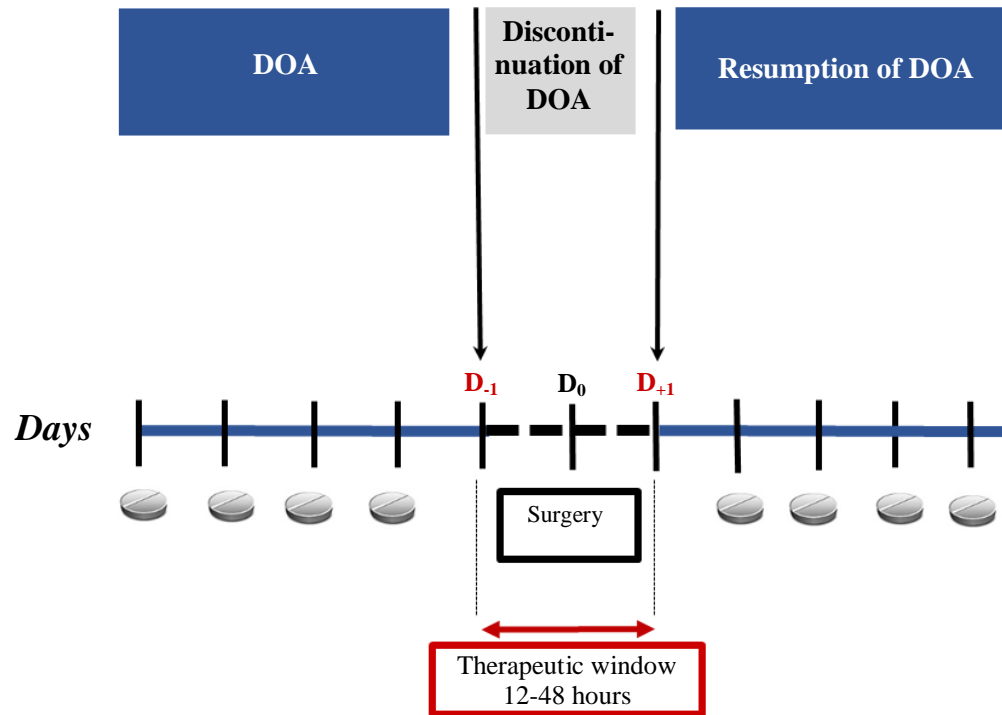 DOA
Disconti-
nuation of
DOA
Resumption of DOA
D-1
D0
D+1
Days
Surgery
Therapeutic window
12-48 hours